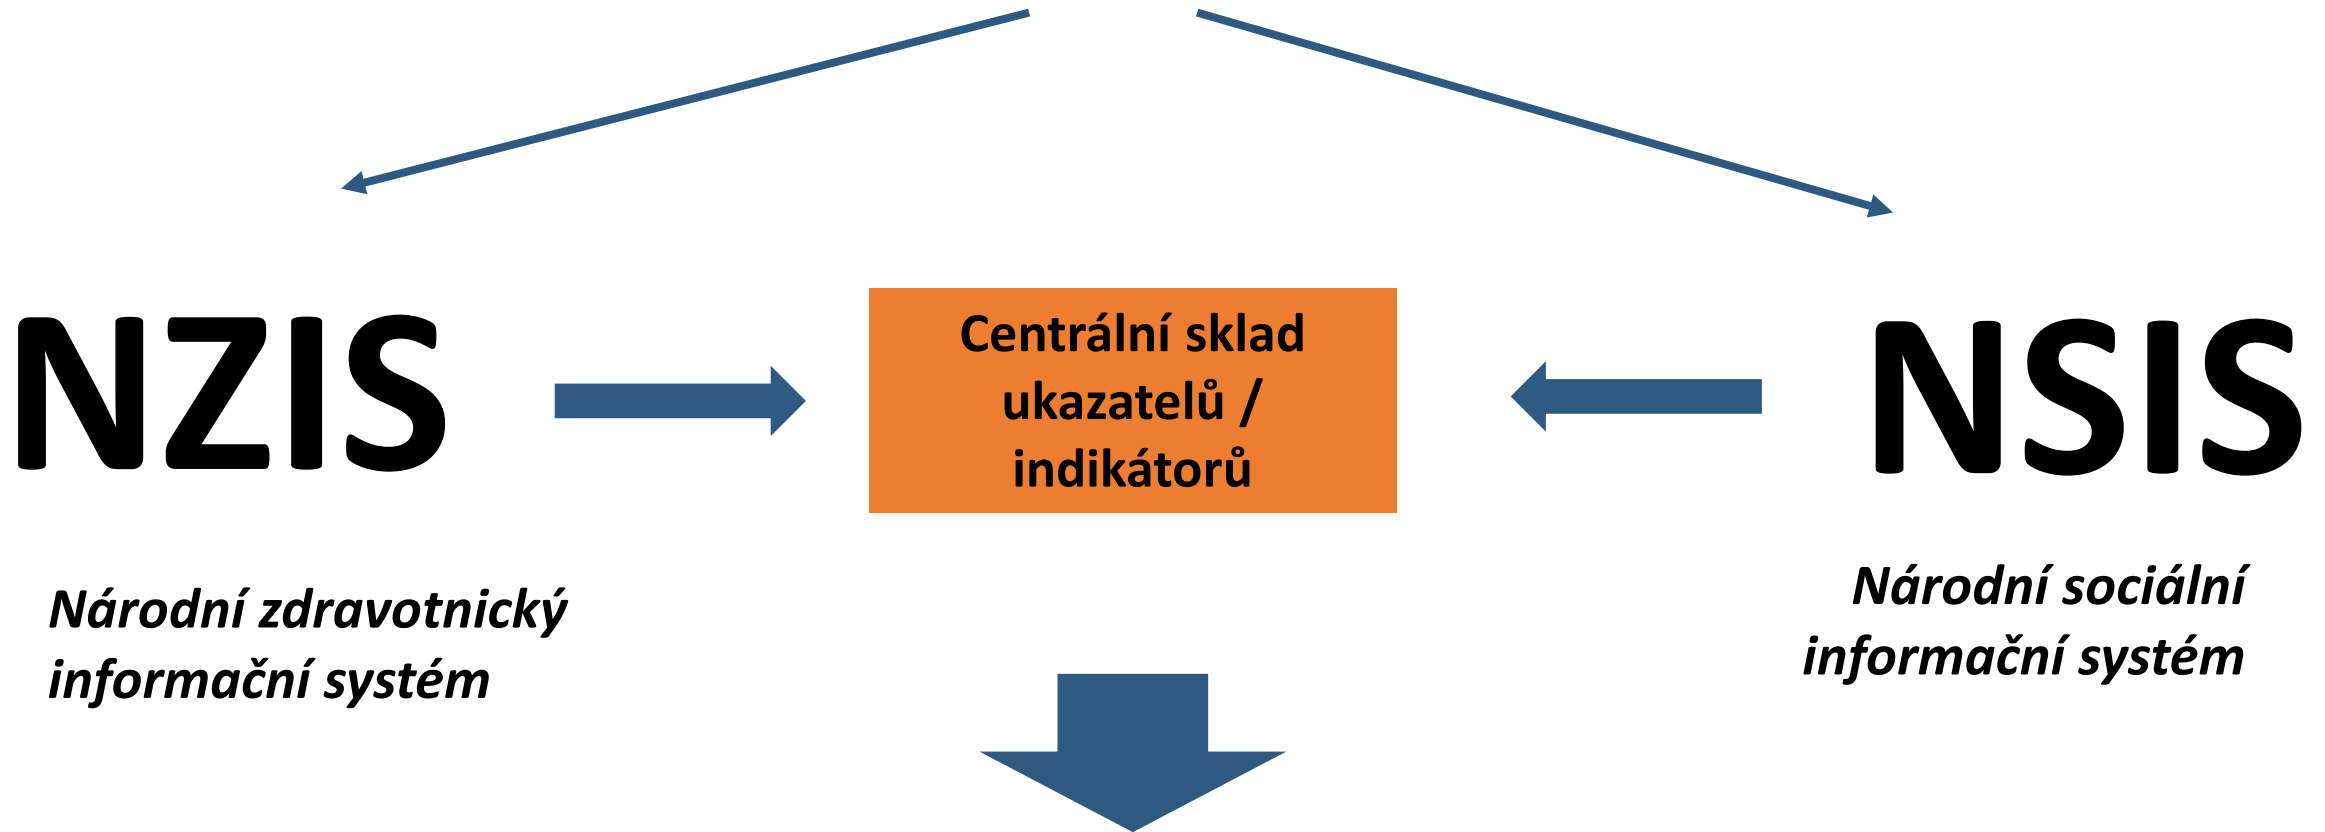 NZIS
Centrální sklad
ukazatelů /
indikátorů
NSIS
Národní zdravotnický
informační systém
Národní sociální
informační systém